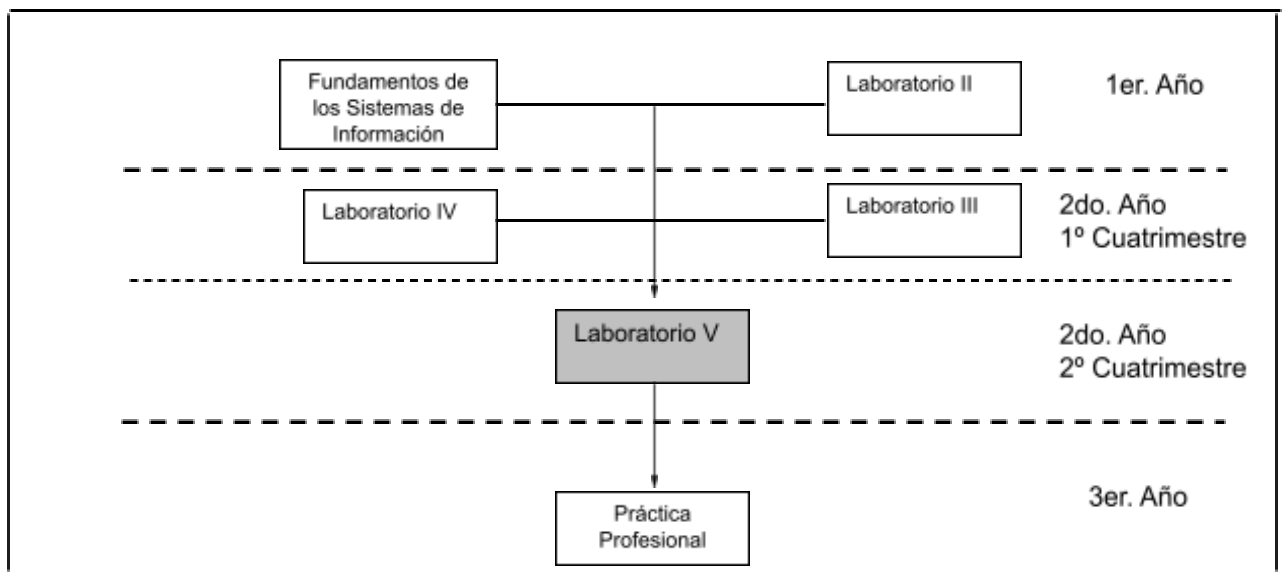 Fundamentos de
los Sistemas de
Información
Laboratorio II
1er. Año
Laboratorio IV
Laboratorio III
2do. Año
1º Cuatrimestre
Laboratorio V
2do. Año
2º Cuatrimestre
Práctica
Profesional
3er. Año